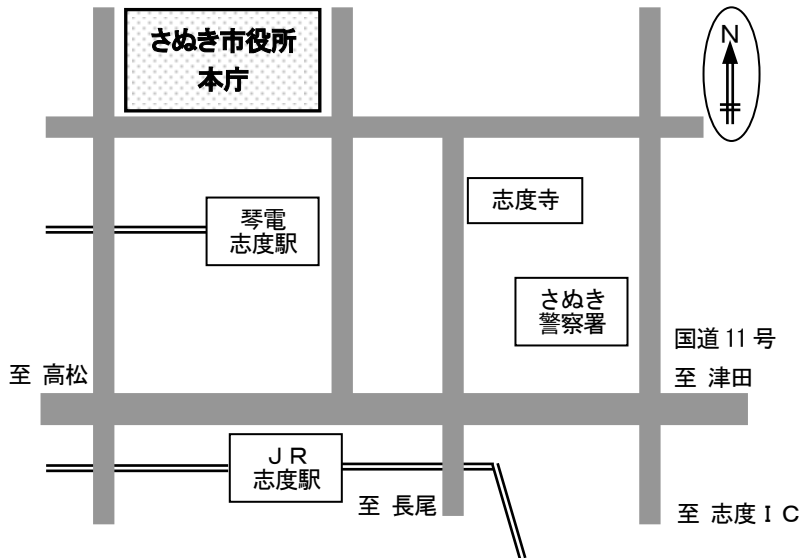 さぬき市役所
本庁
N
志度寺
琴電
志度駅
さぬき
警察署
国道 11 号
至 高松
至 津田
ＪＲ
志度駅
至 長尾
至 志度ＩＣ